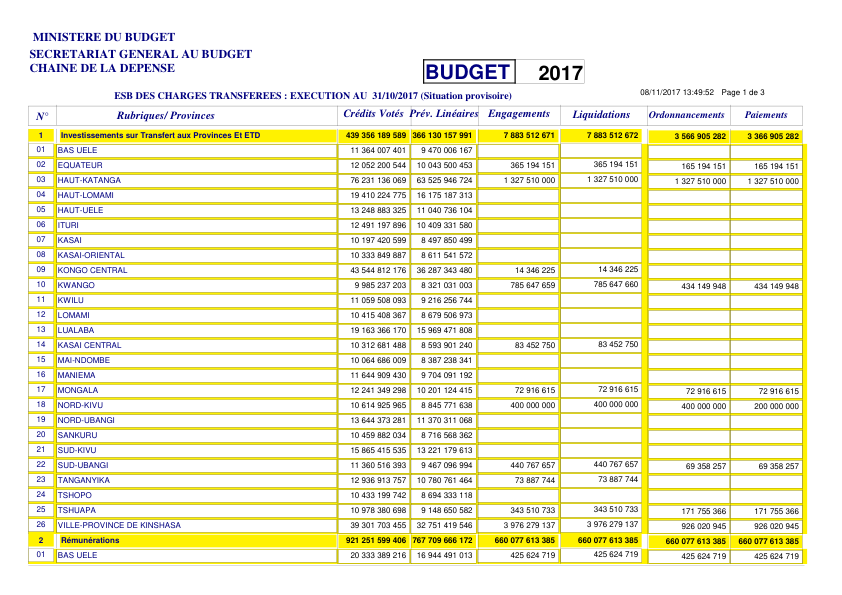 MINISTERE DU BUDGET
SECRETARIAT GENERAL AU BUDGET
CHAINE DE LA DEPENSE
BUDGET 2017
ESB DES CHARGES TRANSFEREES : EXECUTION AU 31/10/2017 (Situation provisoire)
08/11/2017 13:49:52 Page 1 de 3
N° Rubriques/ Provinces Crédits Votés Prév. Linéaires Engagements Liquidations Ordonnancements Paiements
1 Investissements sur Transfert aux Provinces Et ETD 439 356 189 589 366 130 157 991 7 883 512 671 7 883 512 672 3 566 905 282 3 366 905 282
01 BAS UELE 11 364 007 401 9 470 006 167
02 EQUATEUR 12 052 200 544 10 043 500 453 365 194 151 365 194 151 165 194 151 165 194 151
03 HAUT-KATANGA 76 231 136 069 63 525 946 724 1 327 510 000 1 327 510 000 1 327 510 000 1 327 510 000
04 HAUT-LOMAMI 19 410 224 775 16 175 187 313
05 HAUT-UELE 13 248 883 325 11 040 736 104
06 ITURI 12 491 197 896 10 409 331 580
07 KASAI 10 197 420 599 8 497 850 499
08 KASAI-ORIENTAL 10 333 849 887 8 611 541 572
09 KONGO CENTRAL 43 544 812 176 36 287 343 480 14 346 225 14 346 225
10 KWANGO 9 985 237 203 8 321 031 003 785 647 659 785 647 660 434 149 948 434 149 948
11 KWILU 11 059 508 093 9 216 256 744
12 LOMAMI 10 415 408 367 8 679 506 973
13 LUALABA 19 163 366 170 15 969 471 808
14 KASAI CENTRAL 10 312 681 488 8 593 901 240 83 452 750 83 452 750
15 MAI-NDOMBE 10 064 686 009 8 387 238 341
16 MANIEMA 11 644 909 430 9 704 091 192
17 MONGALA 12 241 349 298 10 201 124 415 72 916 615 72 916 615 72 916 615 72 916 615
18 NORD-KIVU 10 614 925 965 8 845 771 638 400 000 000 400 000 000 400 000 000 200 000 000
19 NORD-UBANGI 13 644 373 281 11 370 311 068
20 SANKURU 10 459 882 034 8 716 568 362
21 SUD-KIVU 15 865 415 535 13 221 179 613
22 SUD-UBANGI 11 360 516 393 9 467 096 994 440 767 657 440 767 657 69 358 257 69 358 257
23 TANGANYIKA 12 936 913 757 10 780 761 464 73 887 744 73 887 744
24 TSHOPO 10 433 199 742 8 694 333 118
25 TSHUAPA 10 978 380 698 9 148 650 582 343 510 733 343 510 733 171 755 366 171 755 366
26 VILLE-PROVINCE DE KINSHASA 39 301 703 455 32 751 419 546 3 976 279 137 3 976 279 137 926 020 945 926 020 945
2 Rémunérations 921 251 599 406 767 709 666 172 660 077 613 385 660 077 613 385 660 077 613 385 660 077 613 385
01 BAS UELE 20 333 389 216 16 944 491 013 425 624 719 425 624 719 425 624 719 425 624 719